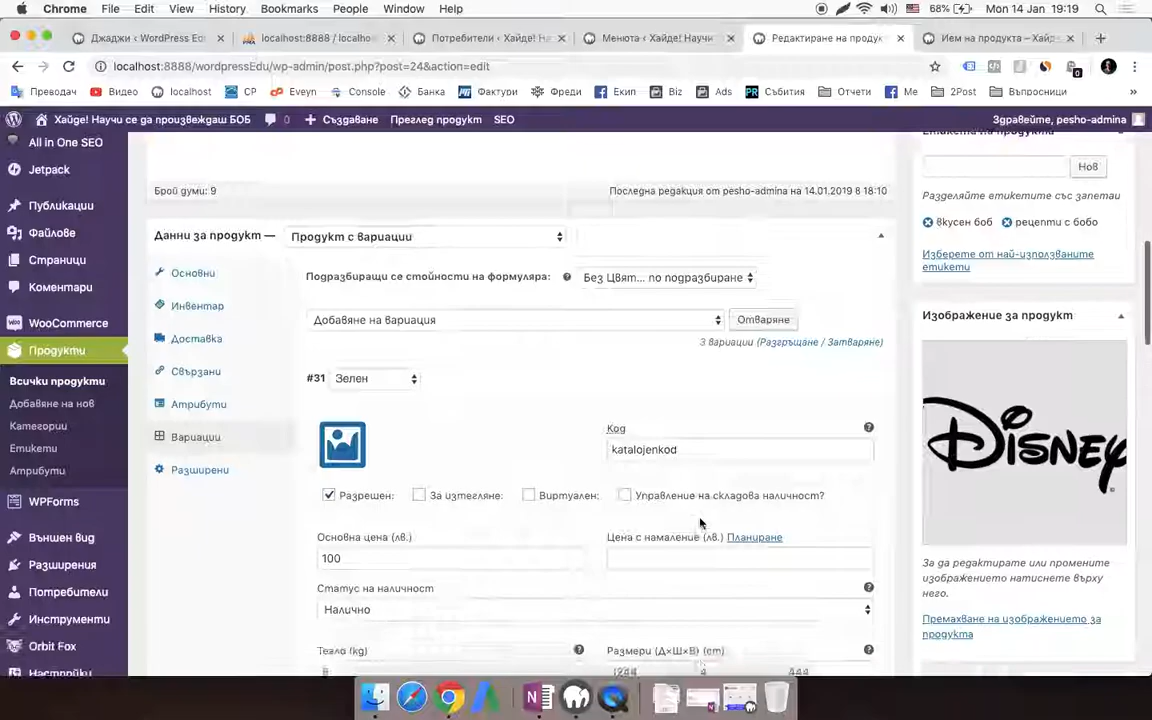 Chrome File Edit View History Bookmarks People Window Help 68% Mon 14 Jan 19:19
Джаджи ‹ WordPress Ed
localhost:8888 / localho
Потребители ‹ Хайде! На
Менюта ‹ Хайде! Научи
Редактиране на продук
Ием на продукта – Хайд
localhost:8888/wordpressEdu/wp-admin/post.php?post=24&action=edit
Преводач Видео localhost CP Eveyn Console Банка Фактури Фреди Екип Biz Ads Събития Отчети Me 2Post Въпросници
Хайде! Научи се да произвеждаш БОБ 0 Създаване Преглед продукт SEO Здравейте, pesho-admina
All in One SEO
Jetpack
Публикации
Файлове
Страници
Коментари
WooCommerce
Продукти
Всички продукти
Добавяне на нов
Категории
Етикети
Атрибути
WPForms
Външен вид
Разширения
Потребители
Инструменти
Orbit Fox
Настройки
Брой думи: 9
Последна редакция от pesho-admina на 14.01.2019 в 18:10
Данни за продукт — Продукт с вариации
Основни
Инвентар
Доставка
Свързани
Атрибути
Вариации
Разширени
Подразбиращи се стойности на формуляра: Без Цвят... по подразбиране
Добавяне на вариация Отваряне
3 вариации (Разгръщане / Затваряне)
#31 Зелен
Код
katalojenkod
Разрешен: За изтегляне: Виртуален: Управление на складова наличност?
Основна цена (лв.) Цена с намаление (лв.) Планиране
100
Статус на наличност
Налично
Тегло (kg) Размери (Д×Ш×В) (cm)
Етикети на продукта
Нов
Разделяйте етикетите със запетаи
вкусен боб рецепти с бобо
Изберете от най-използваните
етикети
Изображение за продукт
Disney
За да редактирате или промените
изображението натиснете върху
него.
Премахване на изображението за
продукта